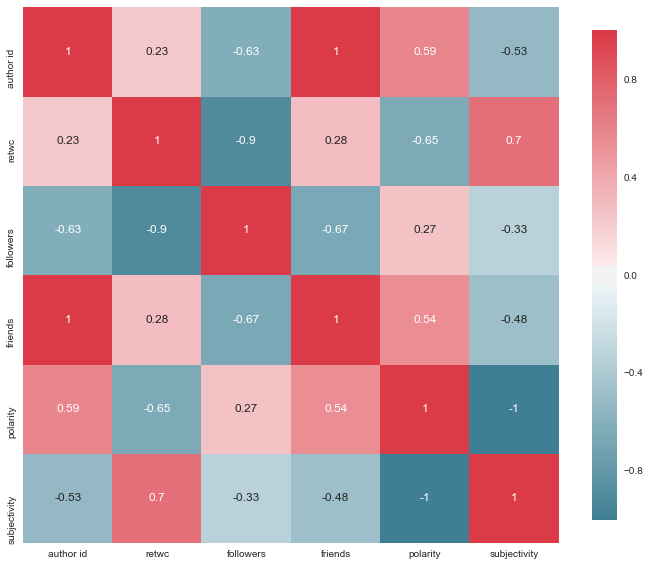 author id 1 0.23 -0.63 1 0.59 -0.53
retwc 0.23 1 -0.9 0.28 -0.65 0.7
followers -0.63 -0.9 1 -0.67 0.27 -0.33
friends 1 0.28 -0.67 1 0.54 -0.48
polarity 0.59 -0.65 0.27 0.54 1 -1
subjectivity -0.53 0.7 -0.33 -0.48 -1 1
author id retwc followers friends polarity subjectivity
0.8
0.4
0.0
−0.4
−0.8